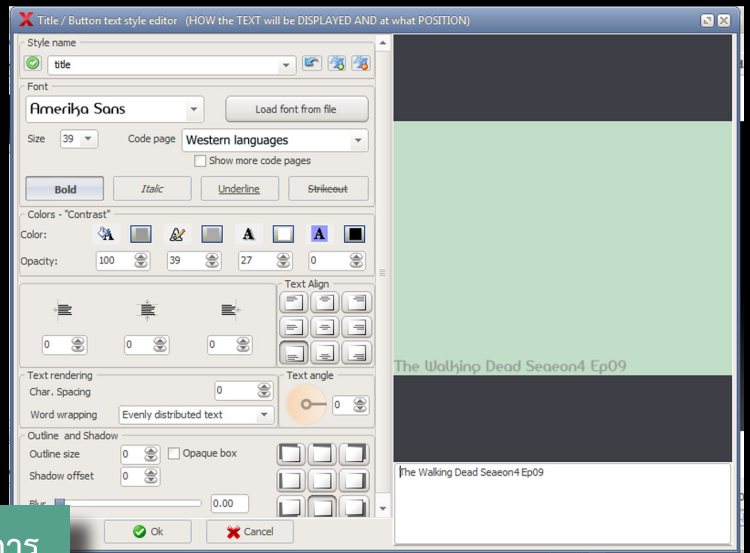 Title / Button text style editor   (HOW the TEXT will be DISPLAYED AND at what POSITION)
Style name
title
Font
Amerika Sans
Load font from file
Size 39 Code page Western languages
Show more code pages
Bold Italic Underline Strikeout
Colors - "Contrast"
Color:
Opacity: 100 39 27 0
Text Align
0 0 0
The Walking Dead Seaeon4 Ep09
Text rendering
Char. Spacing 0
Word wrapping Evenly distributed text
Text angle
0
Outline and Shadow
Outline size 0 Opaque box
Shadow offset 0
Blur 0.00
The Walking Dead Seaeon4 Ep09
Ok Cancel